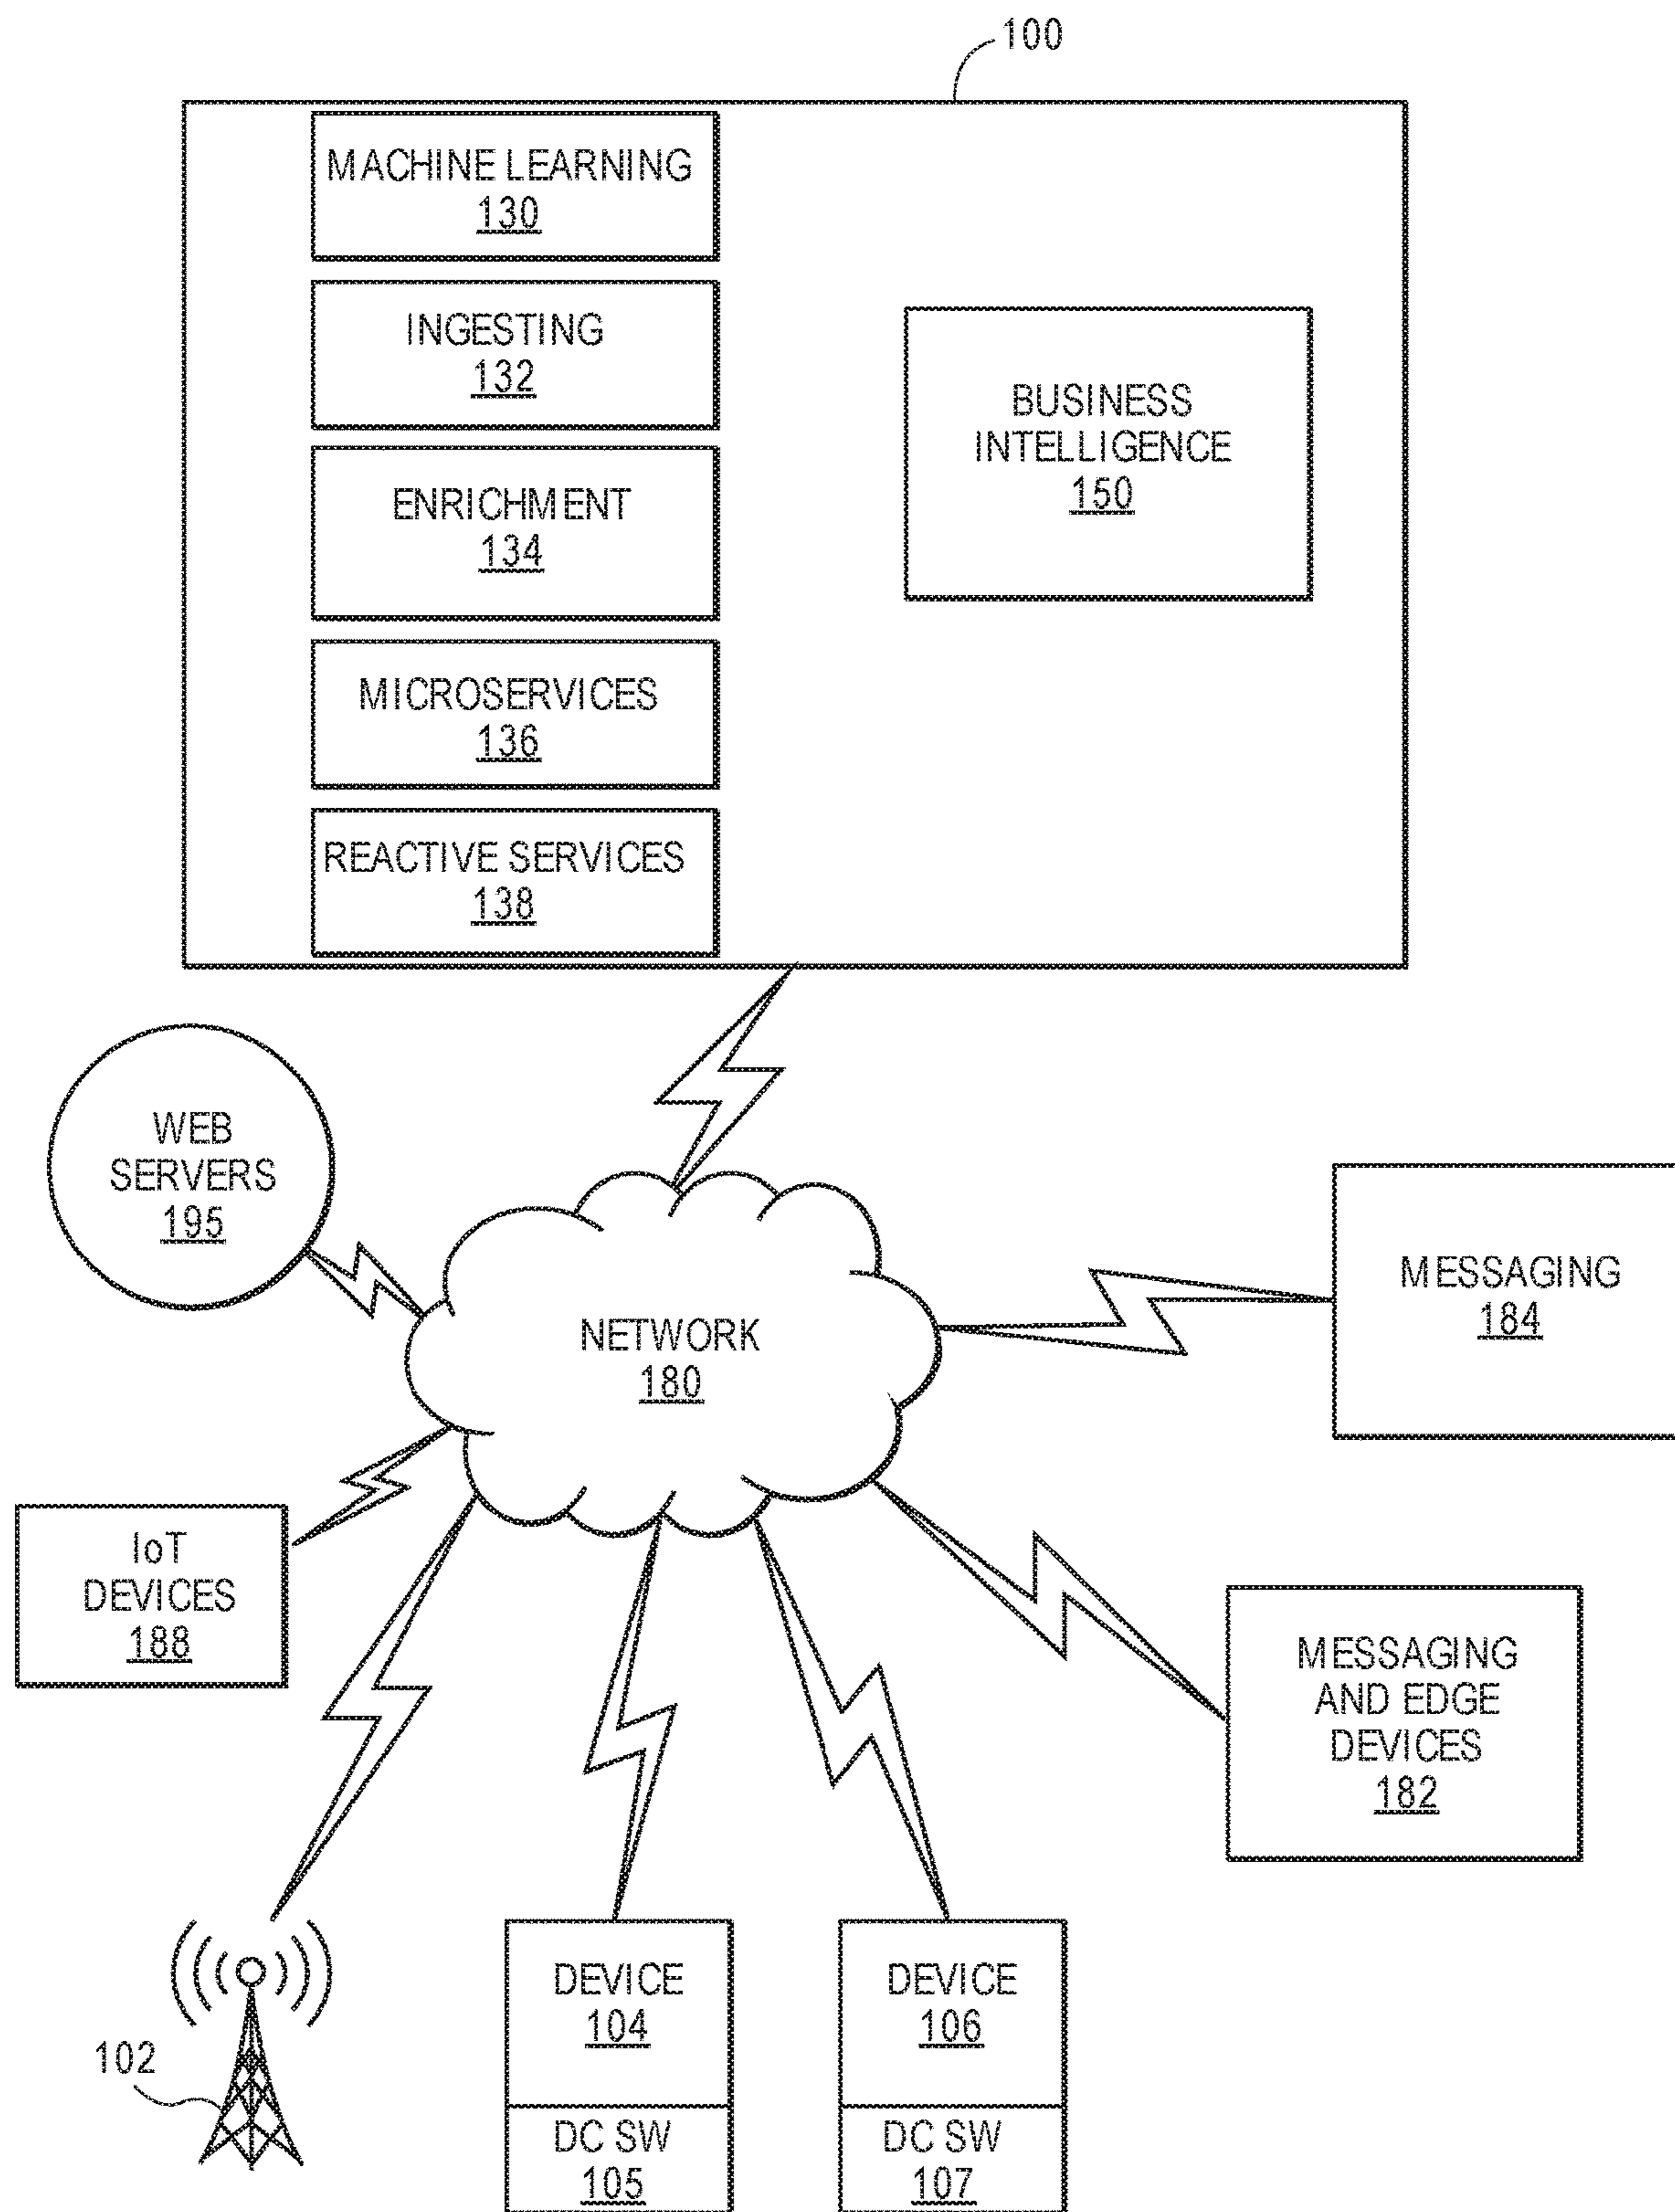 100
MACHINE LEARNING
130
INGESTING
132
ENRICHMENT
134
MICROSERVICES
136
REACTIVE SERVICES
138
BUSINESS
INTELLIGENCE
150
WEB
SERVERS
195
NETWORK
180
MESSAGING
184
IoT
DEVICES
188
MESSAGING
AND EDGE
DEVICES
182
102
DEVICE
104
DC SW
105
DEVICE
106
DC SW
107